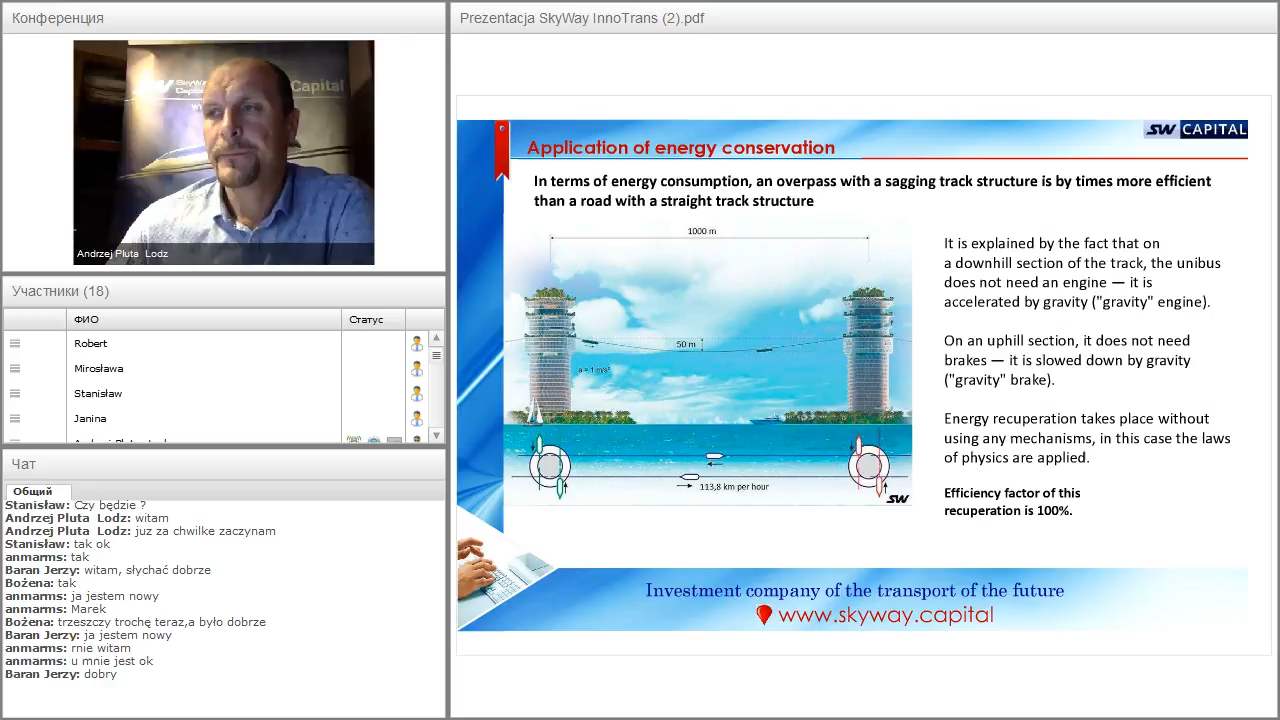 Конференция
SkyWay
Capital
Capital
Andrzej Pluta Lodz
Участники (18)
ФИО
Статус
Robert
Mirosława
Stanisław
Janina
Чат
Общий
Stanisław: Czy będzie ?
Andrzej Pluta Lodz: witam
Andrzej Pluta Lodz: juz za chwilke zaczynam
Stanisław: tak ok
anmarms: tak
Baran Jerzy: witam, słychać dobrze
Bożena: tak
anmarms: ja jestem nowy
anmarms: Marek
Bożena: trzeszczy trochę teraz,a było dobrze
Baran Jerzy: ja jestem nowy
anmarms: rnie witam
anmarms: u mnie jest ok
Baran Jerzy: dobry
Prezentacja SkyWay InnoTrans (2).pdf
SW CAPITAL
Application of energy conservation
In terms of energy consumption, an overpass with a sagging track structure is by times more efficient
than a road with a straight track structure
1000 m
50 m
a = 1 m/s²
113,8 km per hour
SW
It is explained by the fact that on
a downhill section of the track, the unibus
does not need an engine — it is
accelerated by gravity ("gravity" engine).
On an uphill section, it does not need
brakes — it is slowed down by gravity
("gravity" brake).
Energy recuperation takes place without
using any mechanisms, in this case the laws
of physics are applied.
Efficiency factor of this
recuperation is 100%.
Investment company of the transport of the future
www.skyway.capital